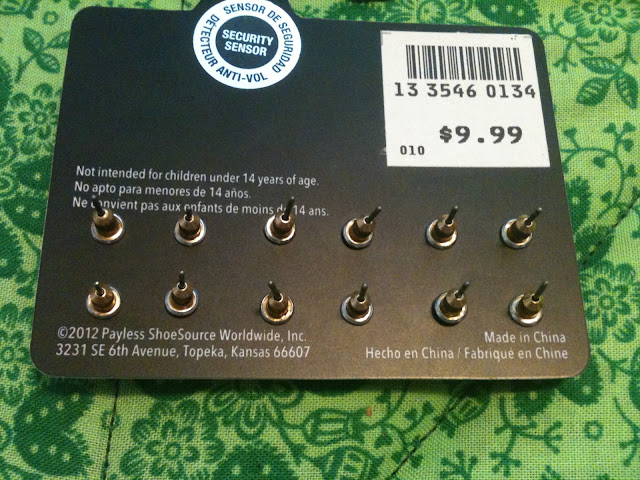 SENSOR DE SEGURIDAD
SECURITY
SENSOR
DÉTECTEUR ANTI-VOL
13 3546 0134
$9.99
010
Not intended for children under 14 years of age.
No apto para menores de 14 años.
Ne convient pas aux enfants de moins de 14 ans.
©2012 Payless ShoeSource Worldwide, Inc.
3231 SE 6th Avenue, Topeka, Kansas 66607
Made in China
Hecho en China / Fabriqué en Chine